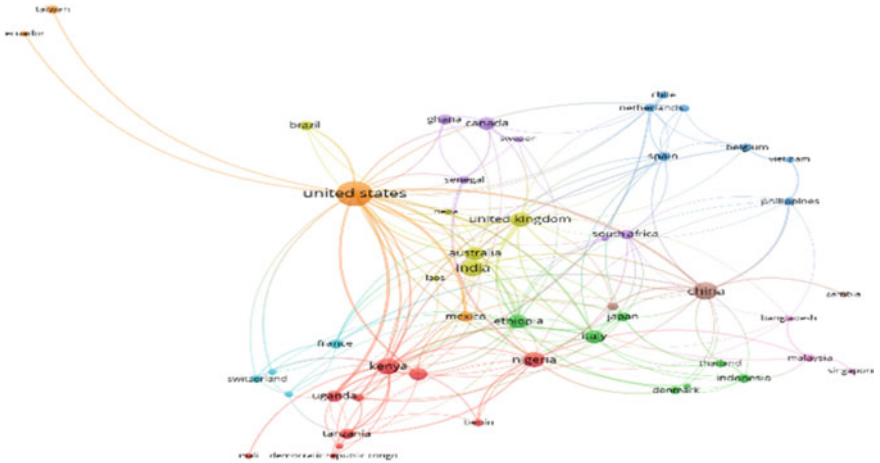 taiwan
ecuador
brazil
ghana
canada
chile
netherlands
spain
belgium
vietnam
senegal
philippines
united states
united kingdom
south africa
australia
india
laos
china
zambia
mexico
ethiopia
japan
bangladesh
italy
france
kenya
nigeria
thailand
malaysia
switzerland
indonesia
singapore
denmark
uganda
benin
tanzania
mali
democratic republic congo